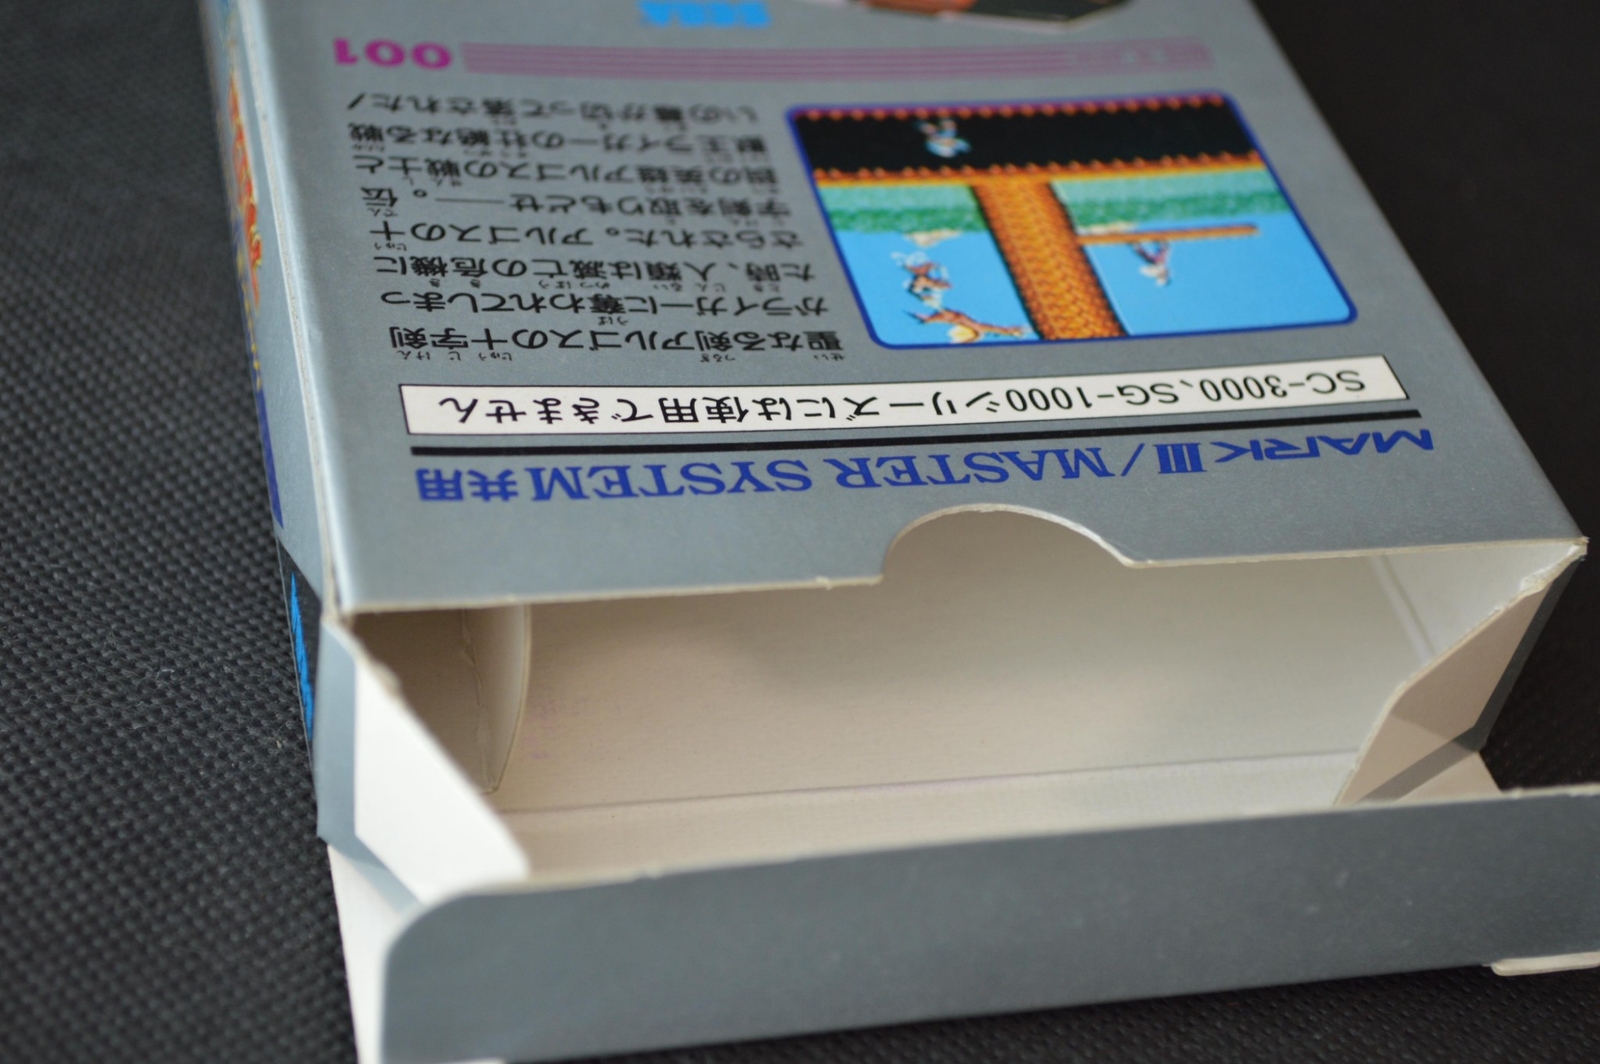 MARK III/MASTER SYSTEM共用
SC-3000、SG-1000シリーズには使用できません
聖なる剣アルゴスの十字剣
がライガーに奪われてしまっ
た時、人類は滅亡の危機に
さらされた。アルゴスの十
字剣を取りもどせ——。伝
説の英雄アルゴスの戦士と
獣王ライガーの壮絶なる戦
いの幕が切って落された!
001
SEGA